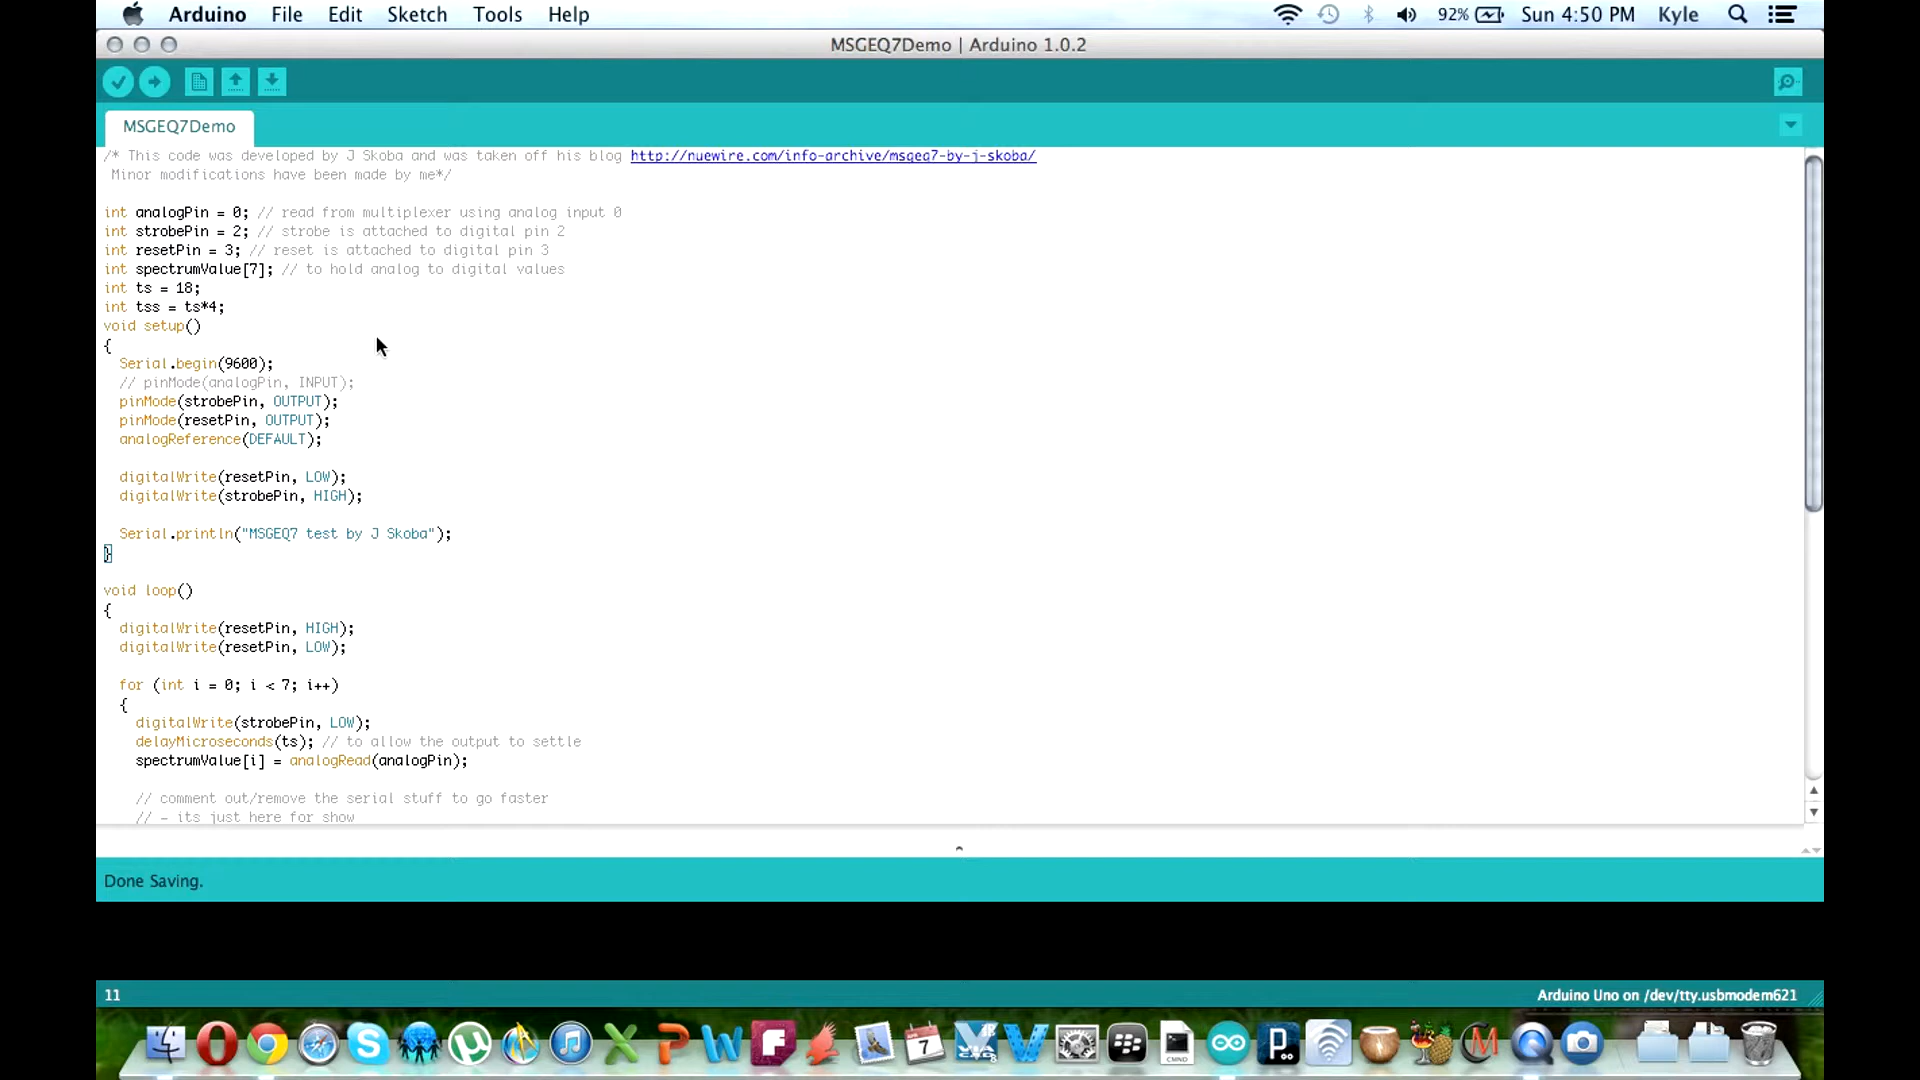 Arduino File Edit Sketch Tools Help 92% Sun 4:50 PM Kyle
MSGEQ7Demo | Arduino 1.0.2
MSGEQ7Demo
/* This code was developed by J Skoba and was taken off his blog http://nuewire.com/info-archive/msgeq7-by-j-skoba/
Minor modifications have been made by me*/
int analogPin = 0; // read from multiplexer using analog input 0
int strobePin = 2; // strobe is attached to digital pin 2
int resetPin = 3; // reset is attached to digital pin 3
int spectrumValue[7]; // to hold analog to digital values
int ts = 18;
int tss = ts*4;
void setup()
{
Serial.begin(9600);
// pinMode(analogPin, INPUT);
pinMode(strobePin, OUTPUT);
pinMode(resetPin, OUTPUT);
analogReference(DEFAULT);
digitalWrite(resetPin, LOW);
digitalWrite(strobePin, HIGH);
Serial.println("MSGEQ7 test by J Skoba");
}
void loop()
{
digitalWrite(resetPin, HIGH);
digitalWrite(resetPin, LOW);
for (int i = 0; i < 7; i++)
{
digitalWrite(strobePin, LOW);
delayMicroseconds(ts); // to allow the output to settle
spectrumValue[i] = analogRead(analogPin);
// comment out/remove the serial stuff to go faster
// – its just here for show
Done Saving.
11 Arduino Uno on /dev/tty.usbmodem621
7
CMND